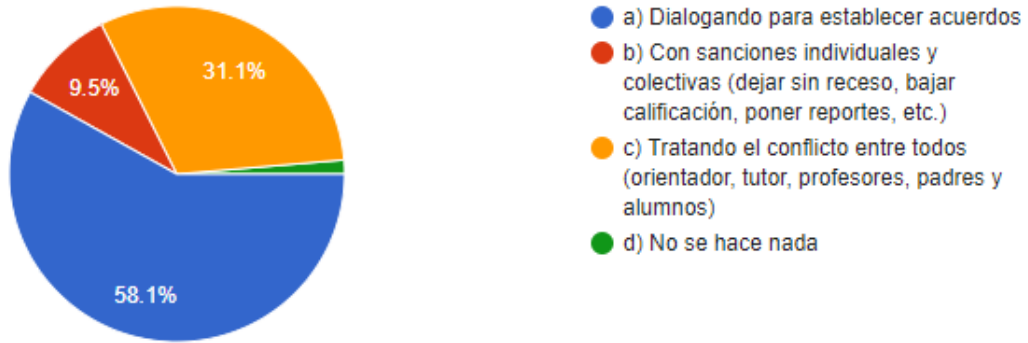 31.1%
9.5%
58.1%
a) Dialogando para establecer acuerdos
b) Con sanciones individuales y
colectivas (dejar sin receso, bajar
calificación, poner reportes, etc.)
c) Tratando el conflicto entre todos
(orientador, tutor, profesores, padres y
alumnos)
d) No se hace nada